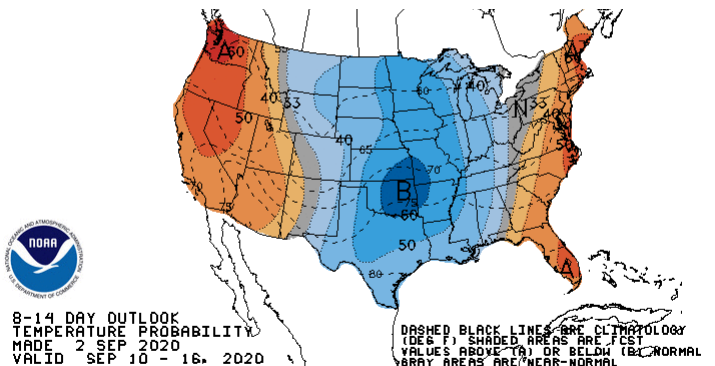 A 60
A
60
40 33
50
40
60
40
N 33
40
50
65
70
B
70
75
75
60
50
80
A
NATIONAL OCEANIC AND ATMOSPHERIC ADMINISTRATION
NOAA
U.S. DEPARTMENT OF COMMERCE
8-14 DAY OUTLOOK
TEMPERATURE PROBABILITY
MADE 2 SEP 2020
VALID SEP 10 - 16, 2020
DASHED BLACK LINES ARE CLIMATOLOGY
(DEG F) SHADED AREAS ARE FCST
VALUES ABOVE (A) OR BELOW (B) NORMAL
GRAY AREAS ARE NEAR-NORMAL